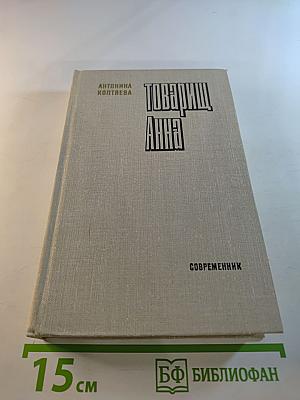 АНТОНИНА
КОПТЯЕВА
Товарищ
Анна
СОВРЕМЕННИК
15 см
БФ БИБЛИОФАН